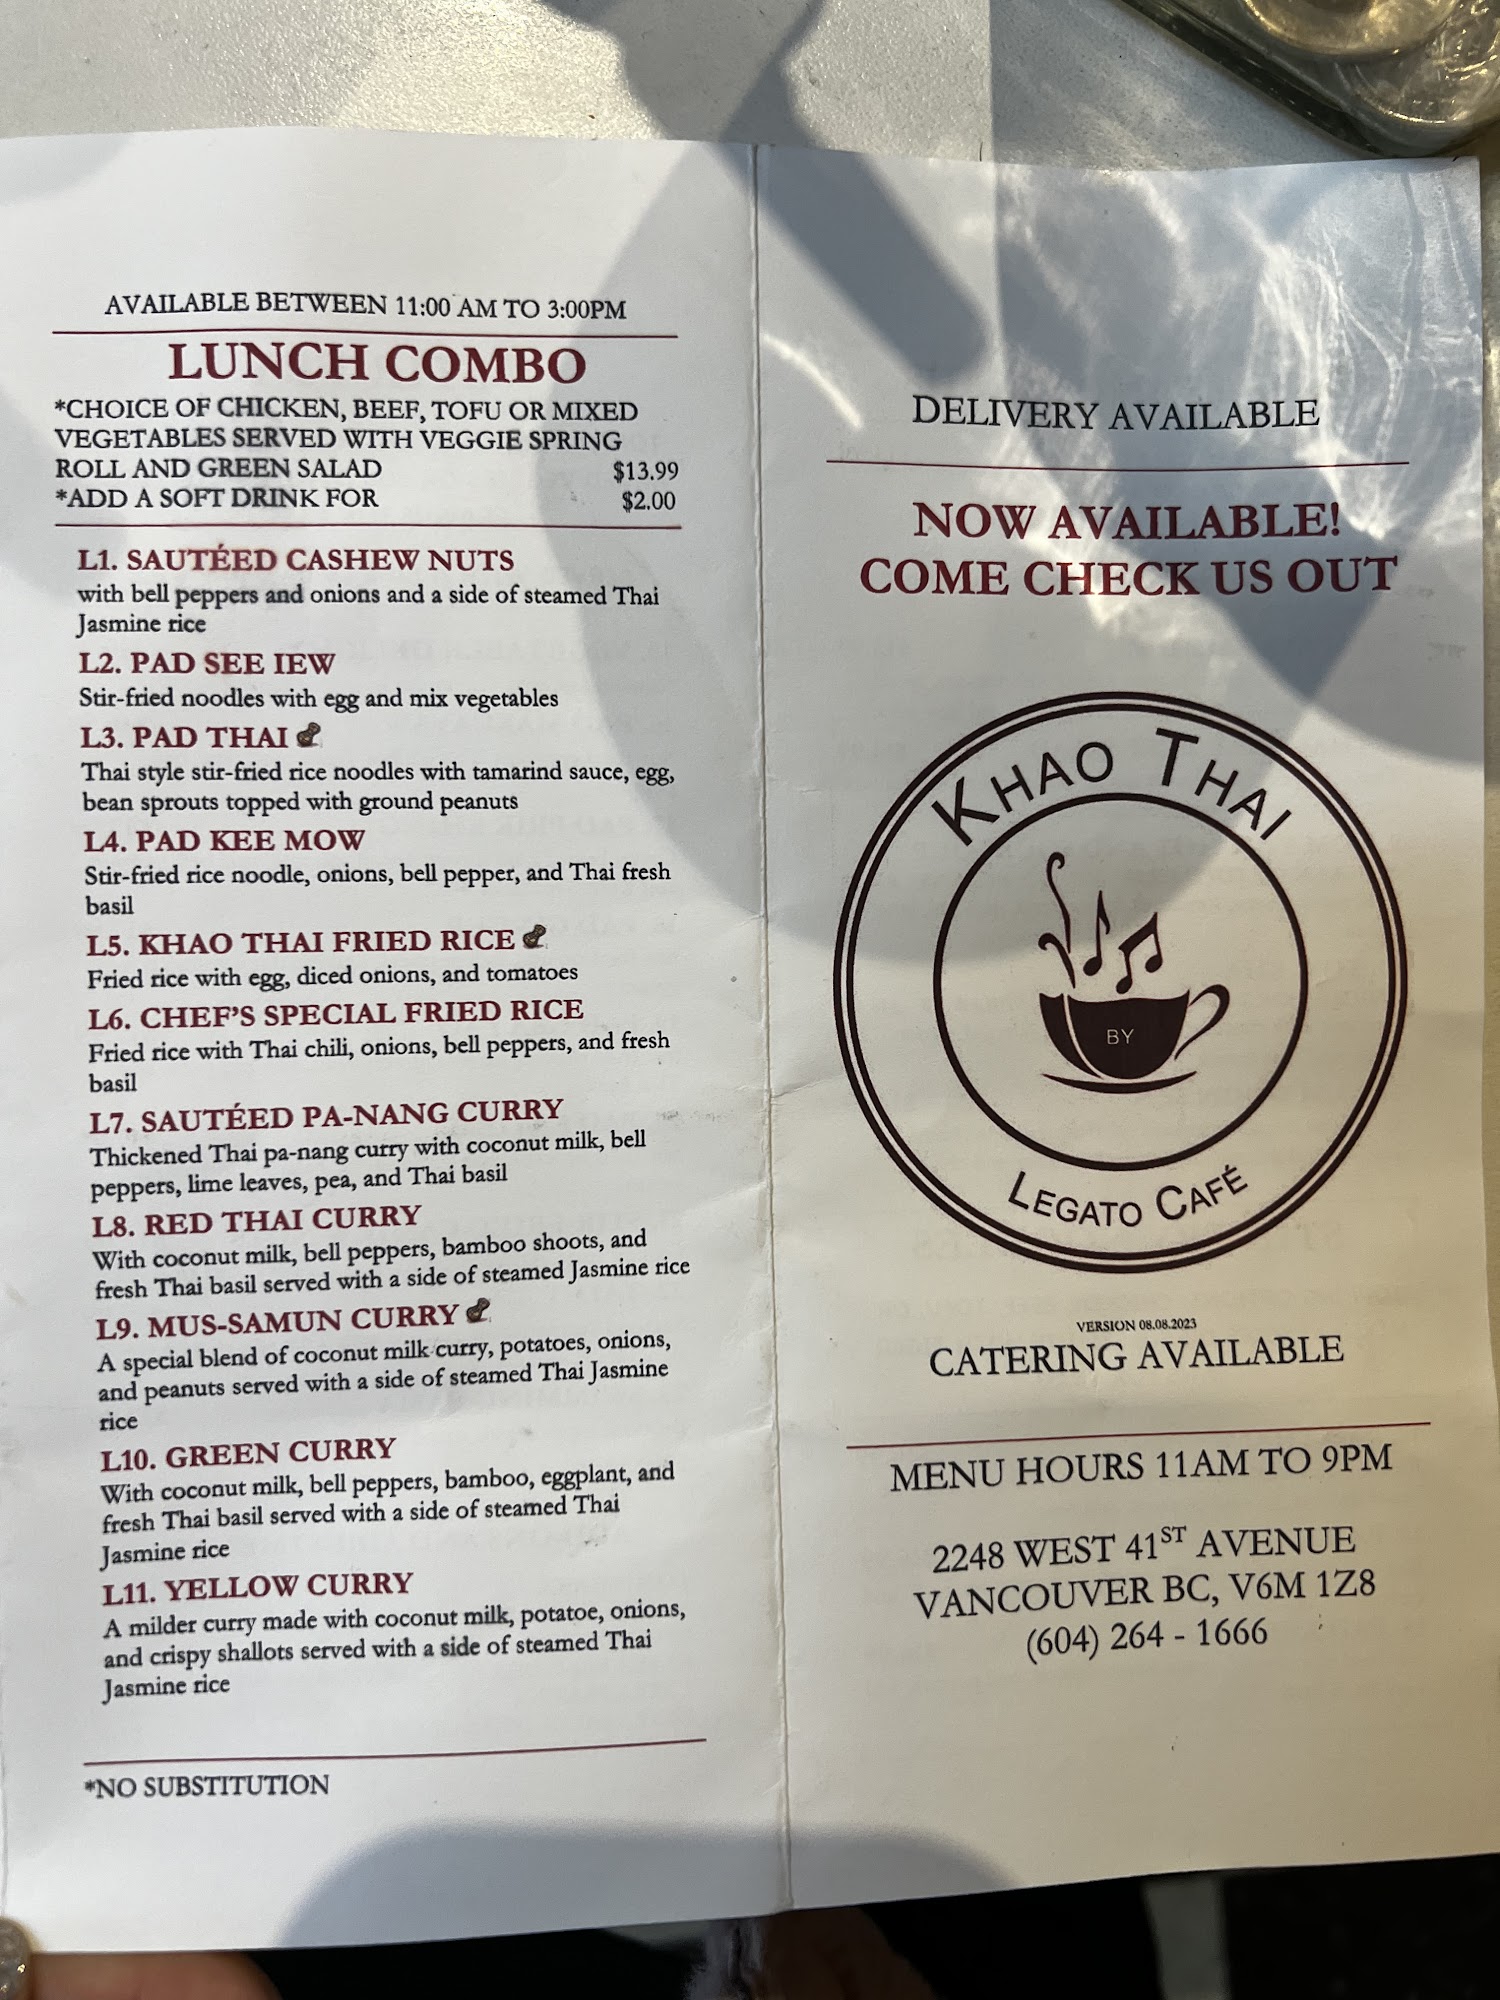 AVAILABLE BETWEEN 11:00 AM TO 3:00PM
LUNCH COMBO
*CHOICE OF CHICKEN, BEEF, TOFU OR MIXED
VEGETABLES SERVED WITH VEGGIE SPRING
ROLL AND GREEN SALAD $13.99
*ADD A SOFT DRINK FOR $2.00
L1. SAUTÉED CASHEW NUTS
with bell peppers and onions and a side of steamed Thai
Jasmine rice
L2. PAD SEE IEW
Stir-fried noodles with egg and mix vegetables
L3. PAD THAI
Thai style stir-fried rice noodles with tamarind sauce, egg,
bean sprouts topped with ground peanuts
L4. PAD KEE MOW
Stir-fried rice noodle, onions, bell pepper, and Thai fresh
basil
L5. KHAO THAI FRIED RICE
Fried rice with egg, diced onions, and tomatoes
L6. CHEF'S SPECIAL FRIED RICE
Fried rice with Thai chili, onions, bell peppers, and fresh
basil
L7. SAUTÉED PA-NANG CURRY
Thickened Thai pa-nang curry with coconut milk, bell
peppers, lime leaves, pea, and Thai basil
L8. RED THAI CURRY
With coconut milk, bell peppers, bamboo shoots, and
fresh Thai basil served with a side of steamed Jasmine rice
L9. MUS-SAMUN CURRY
A special blend of coconut milk curry, potatoes, onions,
and peanuts served with a side of steamed Thai Jasmine
rice
L10. GREEN CURRY
With coconut milk, bell peppers, bamboo, eggplant, and
fresh Thai basil served with a side of steamed Thai
Jasmine rice
L11. YELLOW CURRY
A milder curry made with coconut milk, potatoe, onions,
and crispy shallots served with a side of steamed Thai
Jasmine rice
*NO SUBSTITUTION
DELIVERY AVAILABLE
NOW AVAILABLE!
COME CHECK US OUT
KHAO THAI
BY
LEGATO CAFÉ
VERSION 08.08.2023
CATERING AVAILABLE
MENU HOURS 11AM TO 9PM
2248 WEST 41ST AVENUE
VANCOUVER BC, V6M 1Z8
(604) 264 - 1666